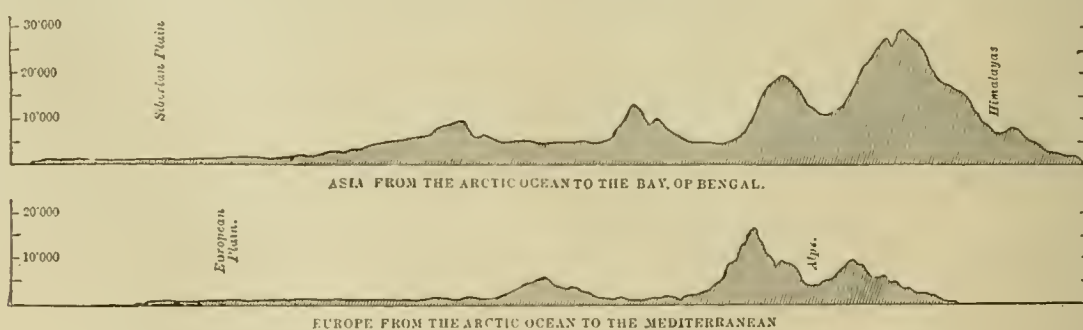 30'000
20'000
10'000
Siberian Plain
Himalayas
ASIA FROM THE ARCTIC OCEAN TO THE BAY, OF BENGAL.
20'000
10'000
European
Plain.
Alps.
EUROPE FROM THE ARCTIC OCEAN TO THE MEDITERRANEAN